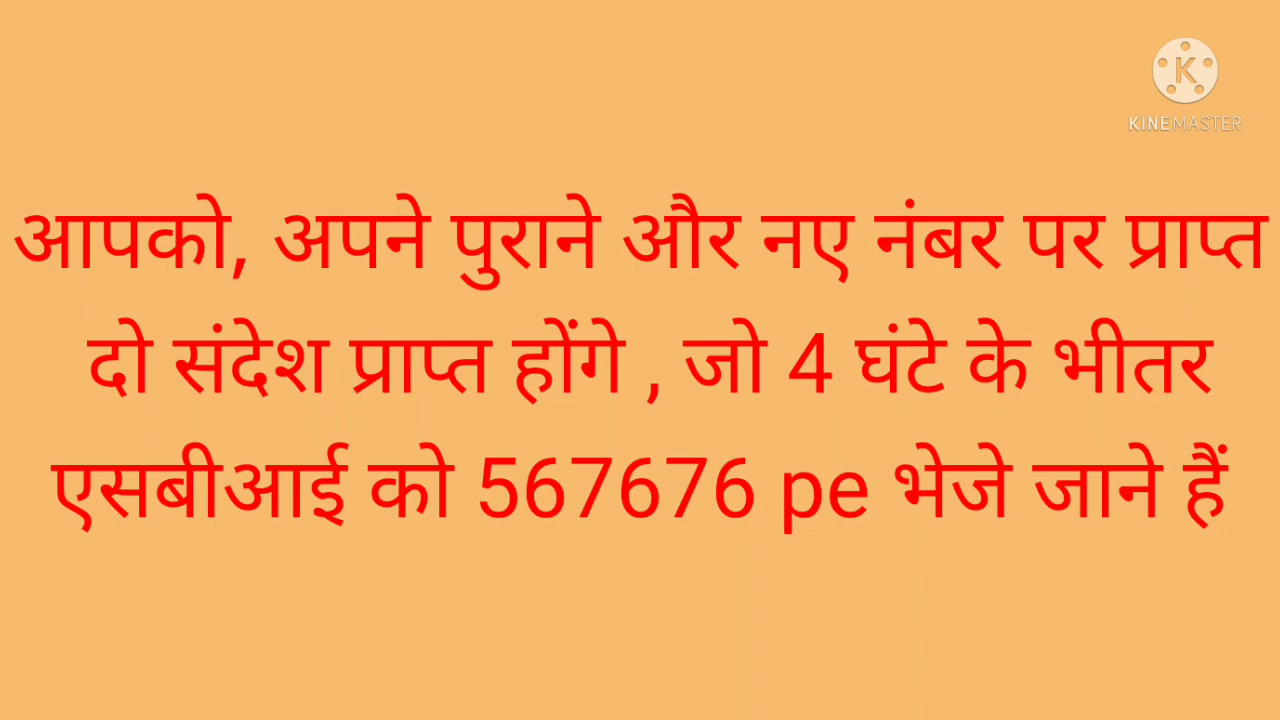 KINEMASTER
आपको, अपने पुराने और नए नंबर पर प्राप्त
दो संदेश प्राप्त होंगे , जो 4 घंटे के भीतर
एसबीआई को 567676 pe भेजे जाने हैं